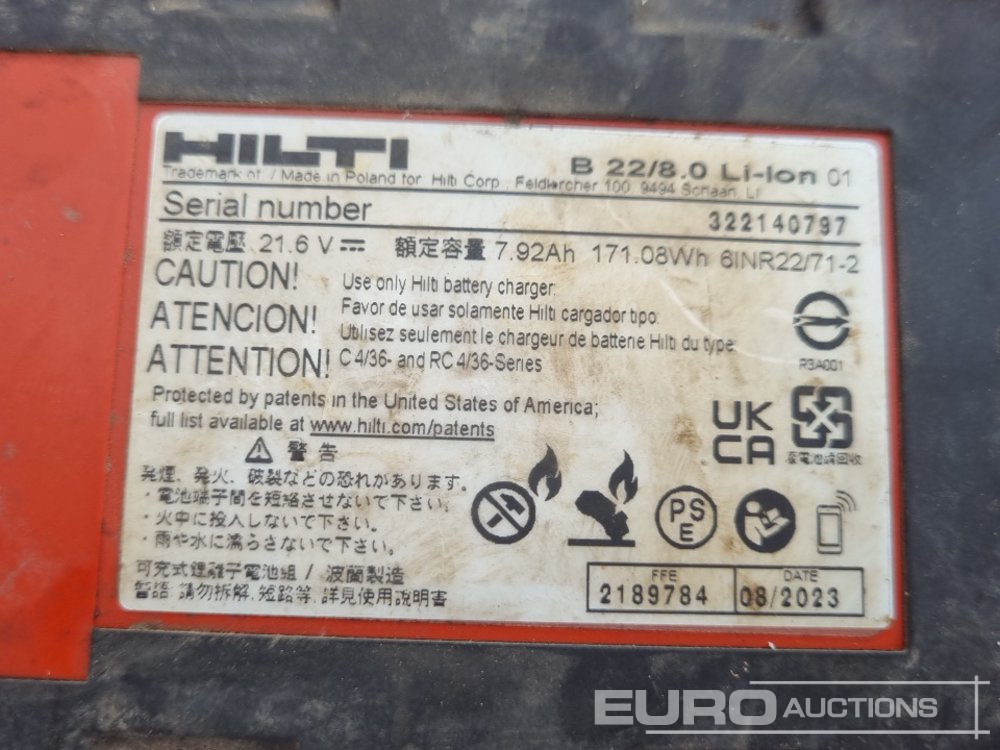 HILTI
B 22/8.0 Li-Ion 01
Trademark of / Made in Poland for Hilti Corp., Feldkircher 100, 9494 Schaan, LI
Serial number
322140797
額定電壓 21.6 V 額定容量 7.92Ah 171.08Wh 6INR22/71-2
CAUTION! Use only Hilti battery charger:
ATENCION! Favor de usar solamente Hilti cargador tipo:
ATTENTION! Utilisez seulement le chargeur de batterie Hilti du type:
C 4/36- and RC 4/36-Series
R3A001
Protected by patents in the United States of America;
full list available at www.hilti.com/patents
UK
CA
廢電池請回收
警告
発煙、発火、破裂などの恐れがあります。
・電池端子間を短絡させないで下さい。
・火中に投入しないで下さい。
・雨や水に濡らさないで下さい。
PS
E
可充式鋰離子電池組 / 波蘭製造
警語: 請勿拆解, 短路等, 詳見使用說明書
FFE
2189784
DATE
08/2023
EURO AUCTIONS